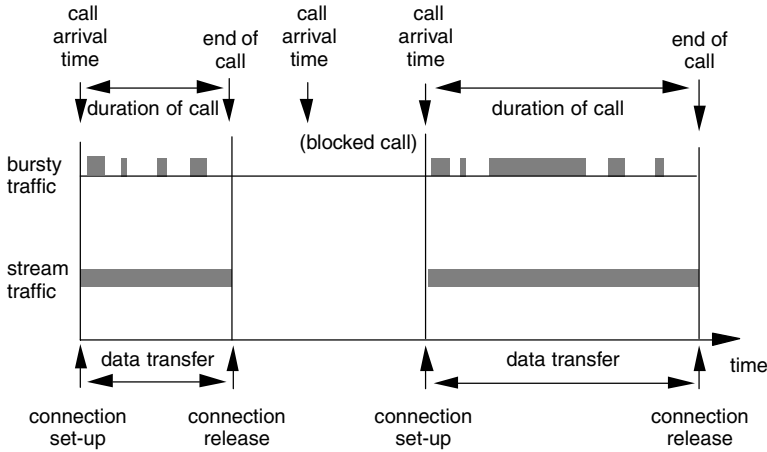 call
arrival
time
end of
call
call
arrival
time
call
arrival
time
end of
call
duration of call
duration of call
(blocked call)
bursty
traffic
stream
traffic
data transfer
data transfer
time
connection
set-up
connection
release
connection
set-up
connection
release